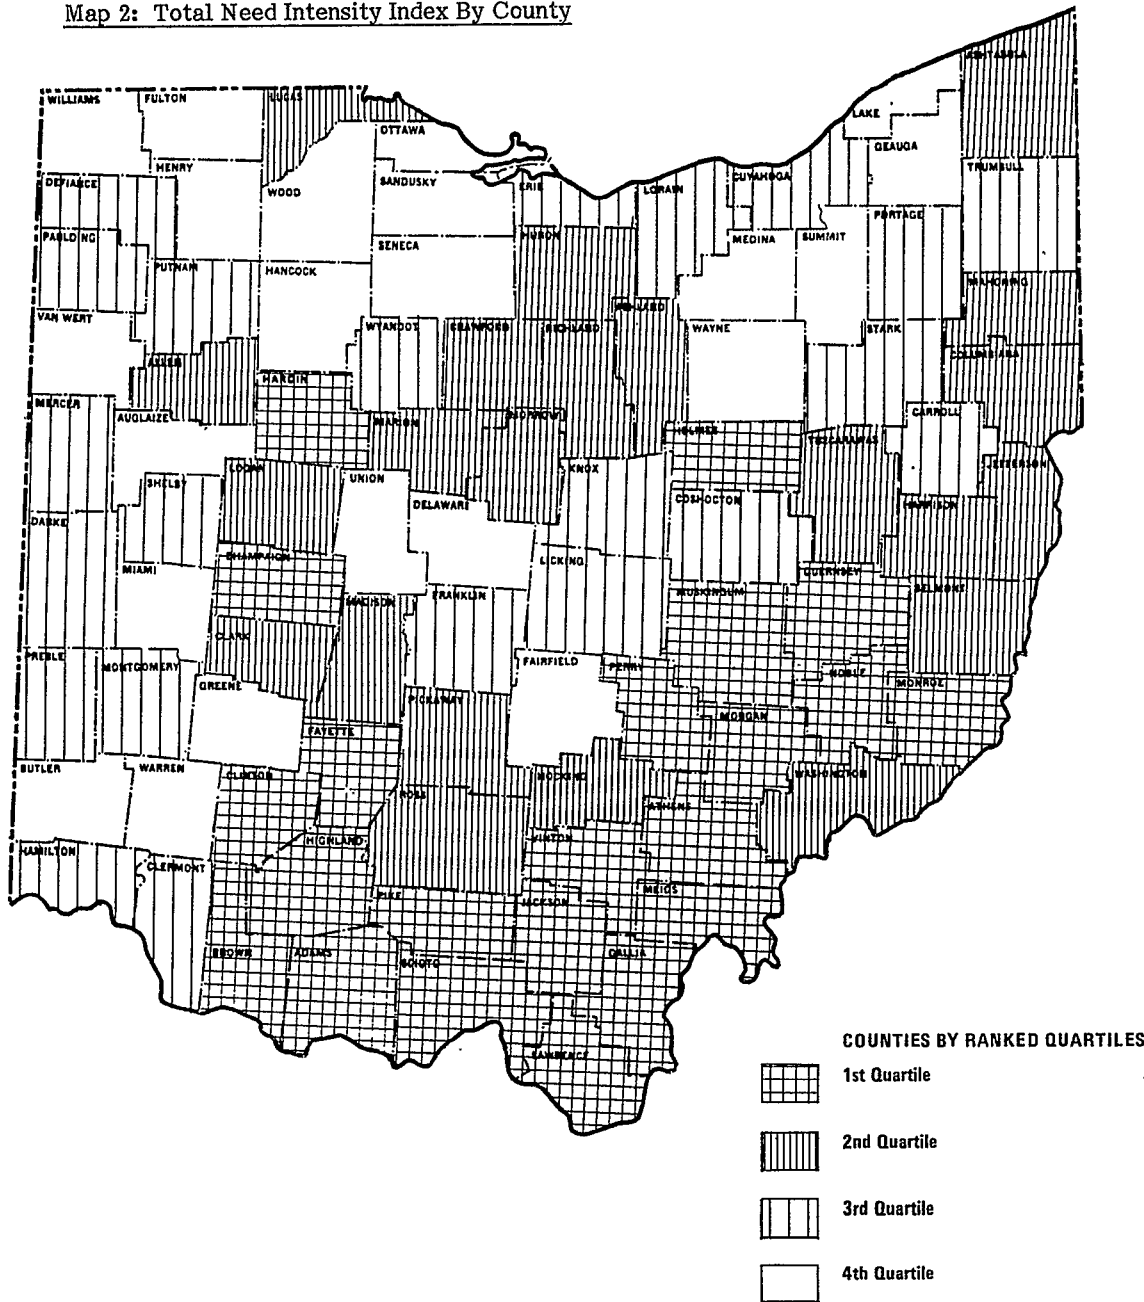 Map 2: Total Need Intensity Index By County
ASHTABULA
WILLIAMS
FULTON
LUCAS
LAKE
OTTAWA
GEAUGA
HENRY
TRUMBULL
SANDUSKY
CUYAHOGA
DEFIANCE
ERIE
LORAIN
WOOD
PORTAGE
PAULDING
HURON
MEDINA
SUMMIT
SENECA
PUTNAM
HANCOCK
MAHONING
ASHLAND
VAN WERT
WYANDOT
CRAWFORD
RICHLAND
WAYNE
STARK
COLUMBIANA
ALLEN
HARDIN
MERCER
AUGLAIZE
MARION
MORROW
CARROLL
HOLMES
TUSCARAWAS
LOGAN
KNOX
JEFFERSON
UNION
SHELBY
COSHOCTON
DELAWARE
HARRISON
DARKE
CHAMPAIGN
LICKING
MIAMI
GUERNSEY
BELMONT
MUSKINGUM
FRANKLIN
MADISON
CLARK
PREBLE
MONTGOMERY
FAIRFIELD
PERRY
NOBLE
MONROE
GREENE
PICKAWAY
MORGAN
FAYETTE
BUTLER
WARREN
CLINTON
HOCKING
WASHINGTON
ROSS
ATHENS
HIGHLAND
VINTON
HAMILTON
CLERMONT
PIKE
JACKSON
MEIGS
BROWN
ADAMS
SCIOTO
GALLIA
LAWRENCE
COUNTIES BY RANKED QUARTILES
1st Quartile
2nd Quartile
3rd Quartile
4th Quartile